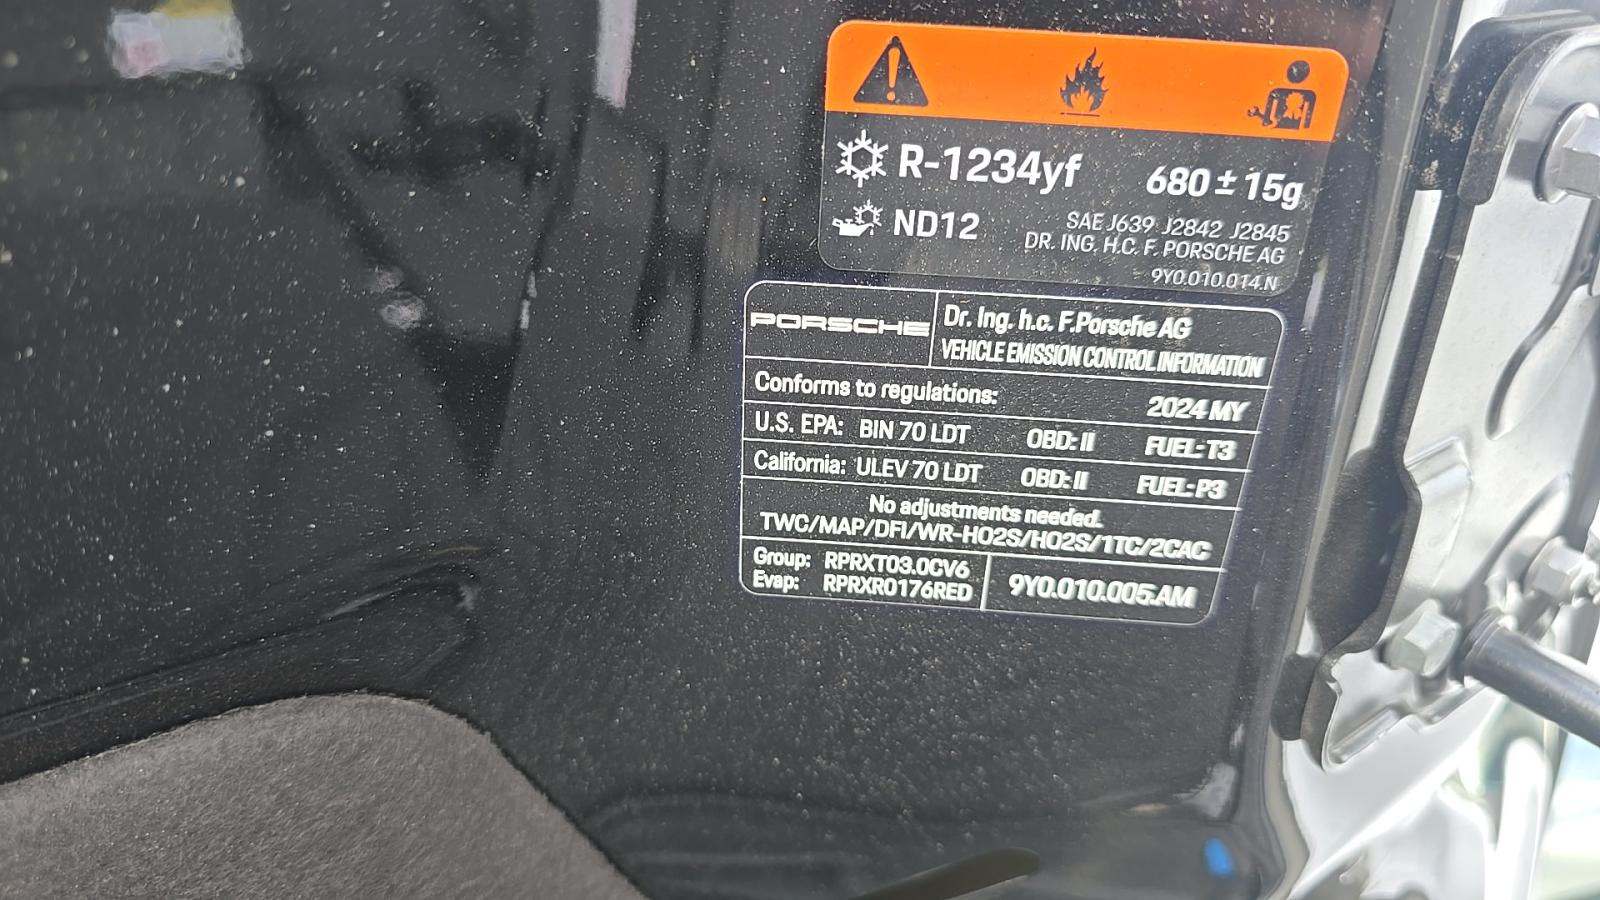 R-1234yf 680 ± 15g
ND12 SAE J639 J2842 J2845
DR. ING. H.C. F. PORSCHE AG
9Y0.010.014.N
PORSCHE Dr. Ing. h.c. F.Porsche AG
VEHICLE EMISSION CONTROL INFORMATION
Conforms to regulations: 2024 MY
U.S. EPA: BIN 70 LDT OBD: II FUEL: T3
California: ULEV 70 LDT OBD: II FUEL: P3
No adjustments needed.
TWC/MAP/DFI/WR-HO2S/HO2S/1TC/2CAC
Group: RPRXT03.0CV6
Evap: RPRXR0176RED 9Y0.010.005.AM